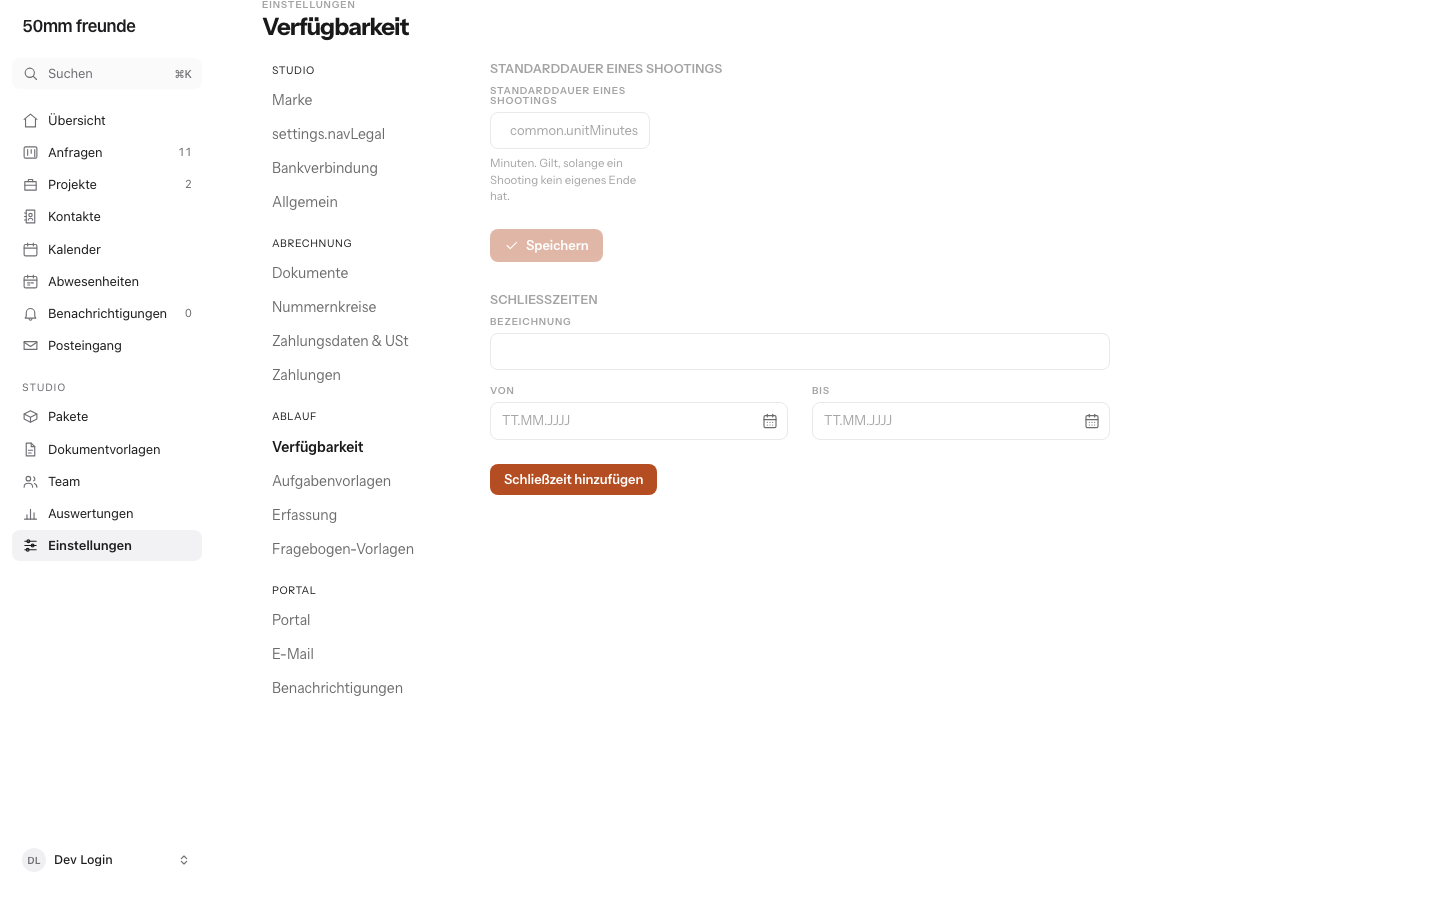 50mm freunde
Suchen ⌘K
Übersicht
Anfragen 11
Projekte 2
Kontakte
Kalender
Abwesenheiten
Benachrichtigungen 0
Posteingang
STUDIO
Pakete
Dokumentvorlagen
Team
Auswertungen
Einstellungen
DL Dev Login
EINSTELLUNGEN
Verfügbarkeit
STUDIO
Marke
settings.navLegal
Bankverbindung
Allgemein
ABRECHNUNG
Dokumente
Nummernkreise
Zahlungsdaten & USt
Zahlungen
ABLAUF
Verfügbarkeit
Aufgabenvorlagen
Erfassung
Fragebogen-Vorlagen
PORTAL
Portal
E-Mail
Benachrichtigungen
STANDARDDAUER EINES SHOOTINGS
STANDARDDAUER EINES
SHOOTINGS
common.unitMinutes
Minuten. Gilt, solange ein
Shooting kein eigenes Ende
hat.
Speichern
SCHLIESSZEITEN
BEZEICHNUNG
VON BIS
TT.MM.JJJJ TT.MM.JJJJ
Schließzeit hinzufügen